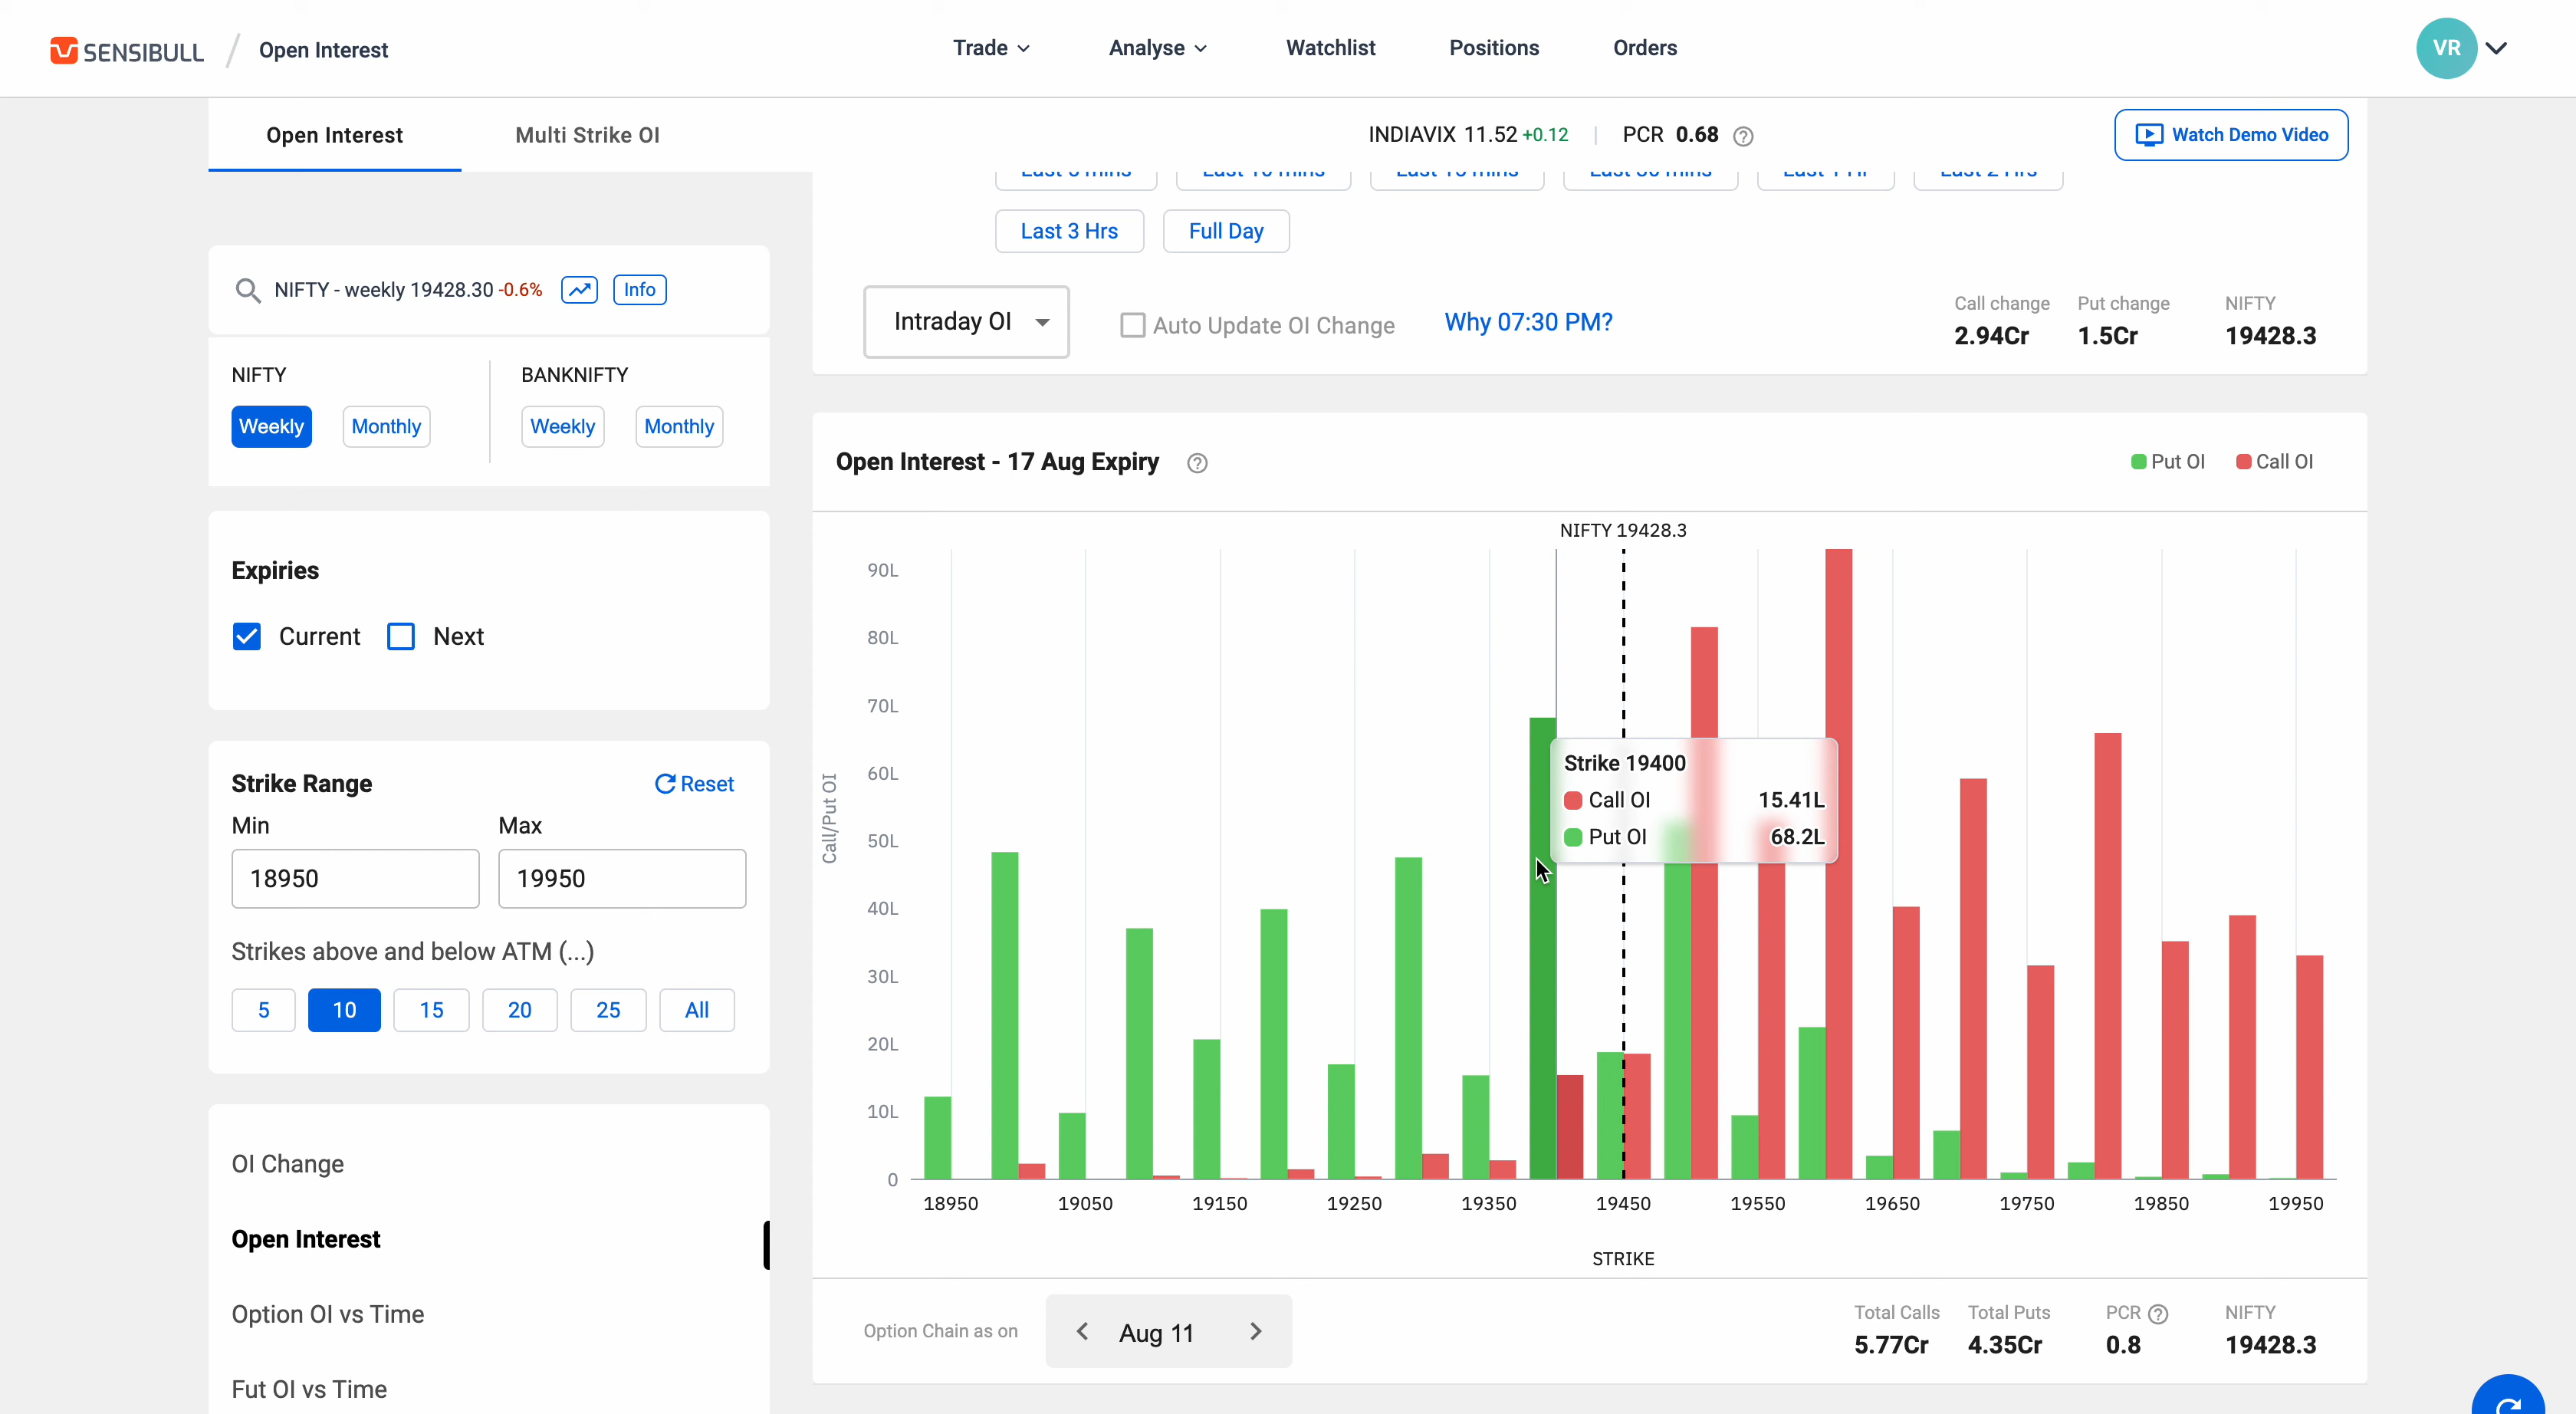 SENSIBULL / Open Interest
Trade
Analyse
Watchlist
Positions
Orders
VR
Open Interest
Multi Strike OI
INDIAVIX 11.52 +0.12 | PCR 0.68
Watch Demo Video
Last 3 Hrs
Full Day
NIFTY - weekly 19428.30 -0.6%
Info
NIFTY
Weekly
Monthly
BANKNIFTY
Weekly
Monthly
Expiries
Current
Next
Strike Range
Reset
Min
Max
18950
19950
Strikes above and below ATM (...)
5
10
15
20
25
All
OI Change
Open Interest
Option OI vs Time
Fut OI vs Time
Intraday OI
Auto Update OI Change
Why 07:30 PM?
Call change
2.94Cr
Put change
1.5Cr
NIFTY
19428.3
Open Interest - 17 Aug Expiry
Put OI
Call OI
NIFTY 19428.3
Call/Put OI
90L
80L
70L
60L
50L
40L
30L
20L
10L
0
Strike 19400
Call OI 15.41L
Put OI 68.2L
18950 19050 19150 19250 19350 19450 19550 19650 19750 19850 19950
STRIKE
Option Chain as on
Aug 11
Total Calls
5.77Cr
Total Puts
4.35Cr
PCR
0.8
NIFTY
19428.3